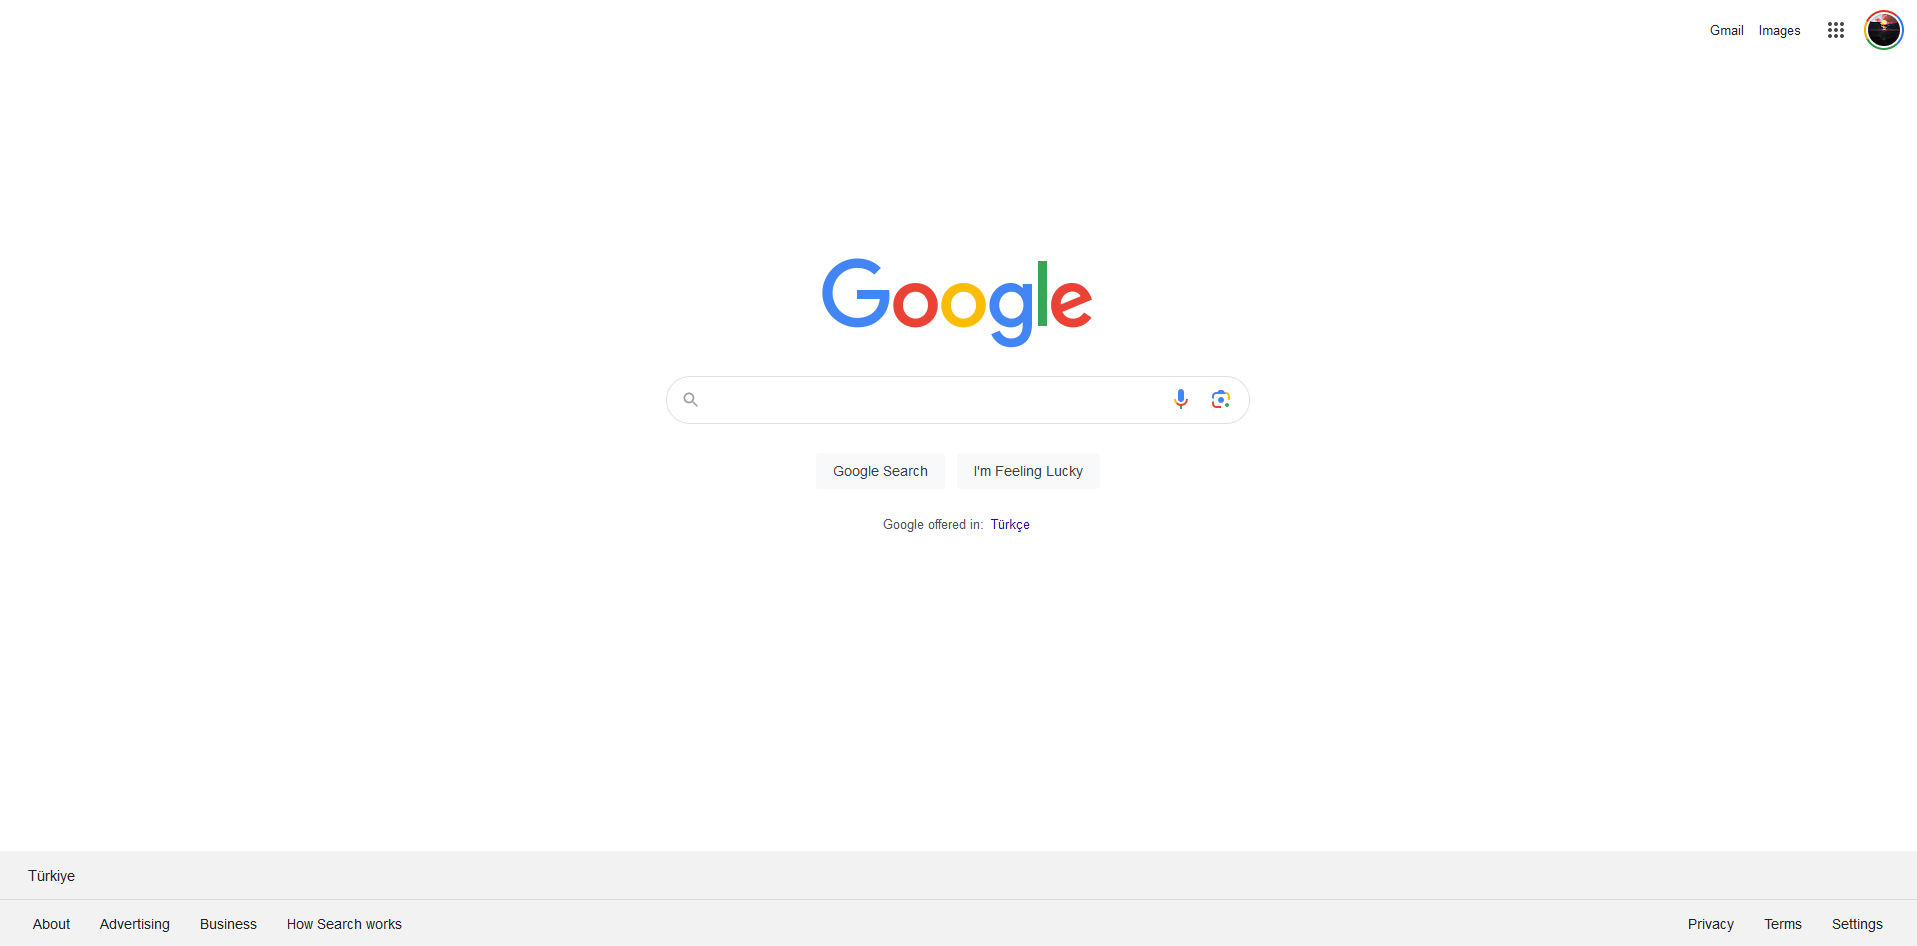 Gmail Images
Google
Google Search I'm Feeling Lucky
Google offered in: Türkçe
Türkiye
About Advertising Business How Search works Privacy Terms Settings